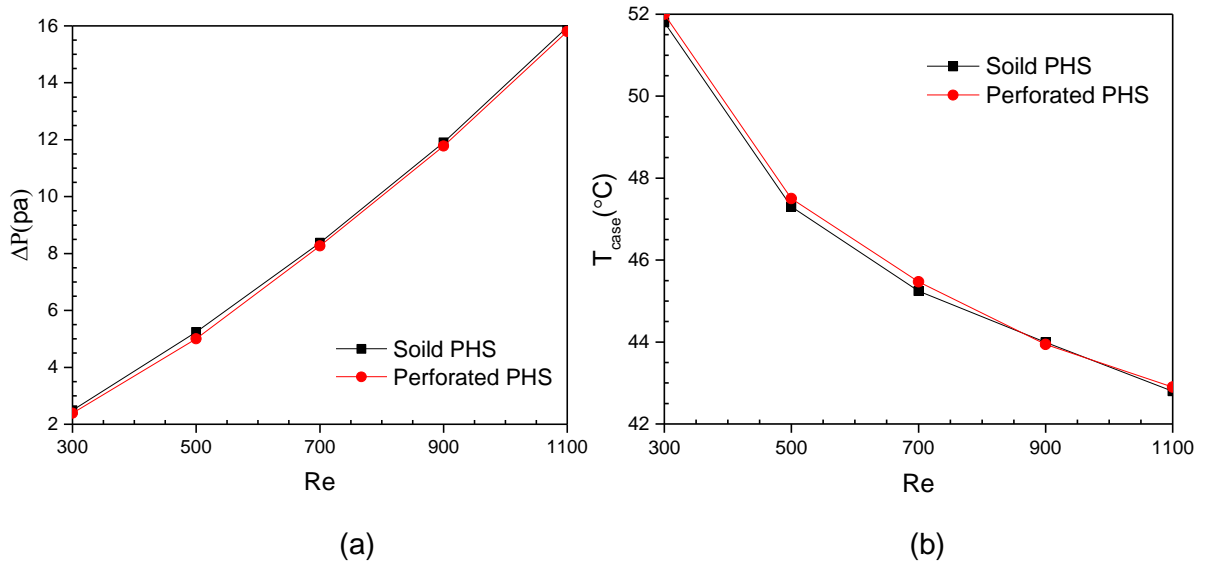 16
14
12
10
8
6
4
2
ΔP(pa)
Soild PHS
Perforated PHS
300
500
700
900
1100
Re
(a)
52
50
48
46
44
42
T_case(°C)
Soild PHS
Perforated PHS
300
500
700
900
1100
Re
(b)